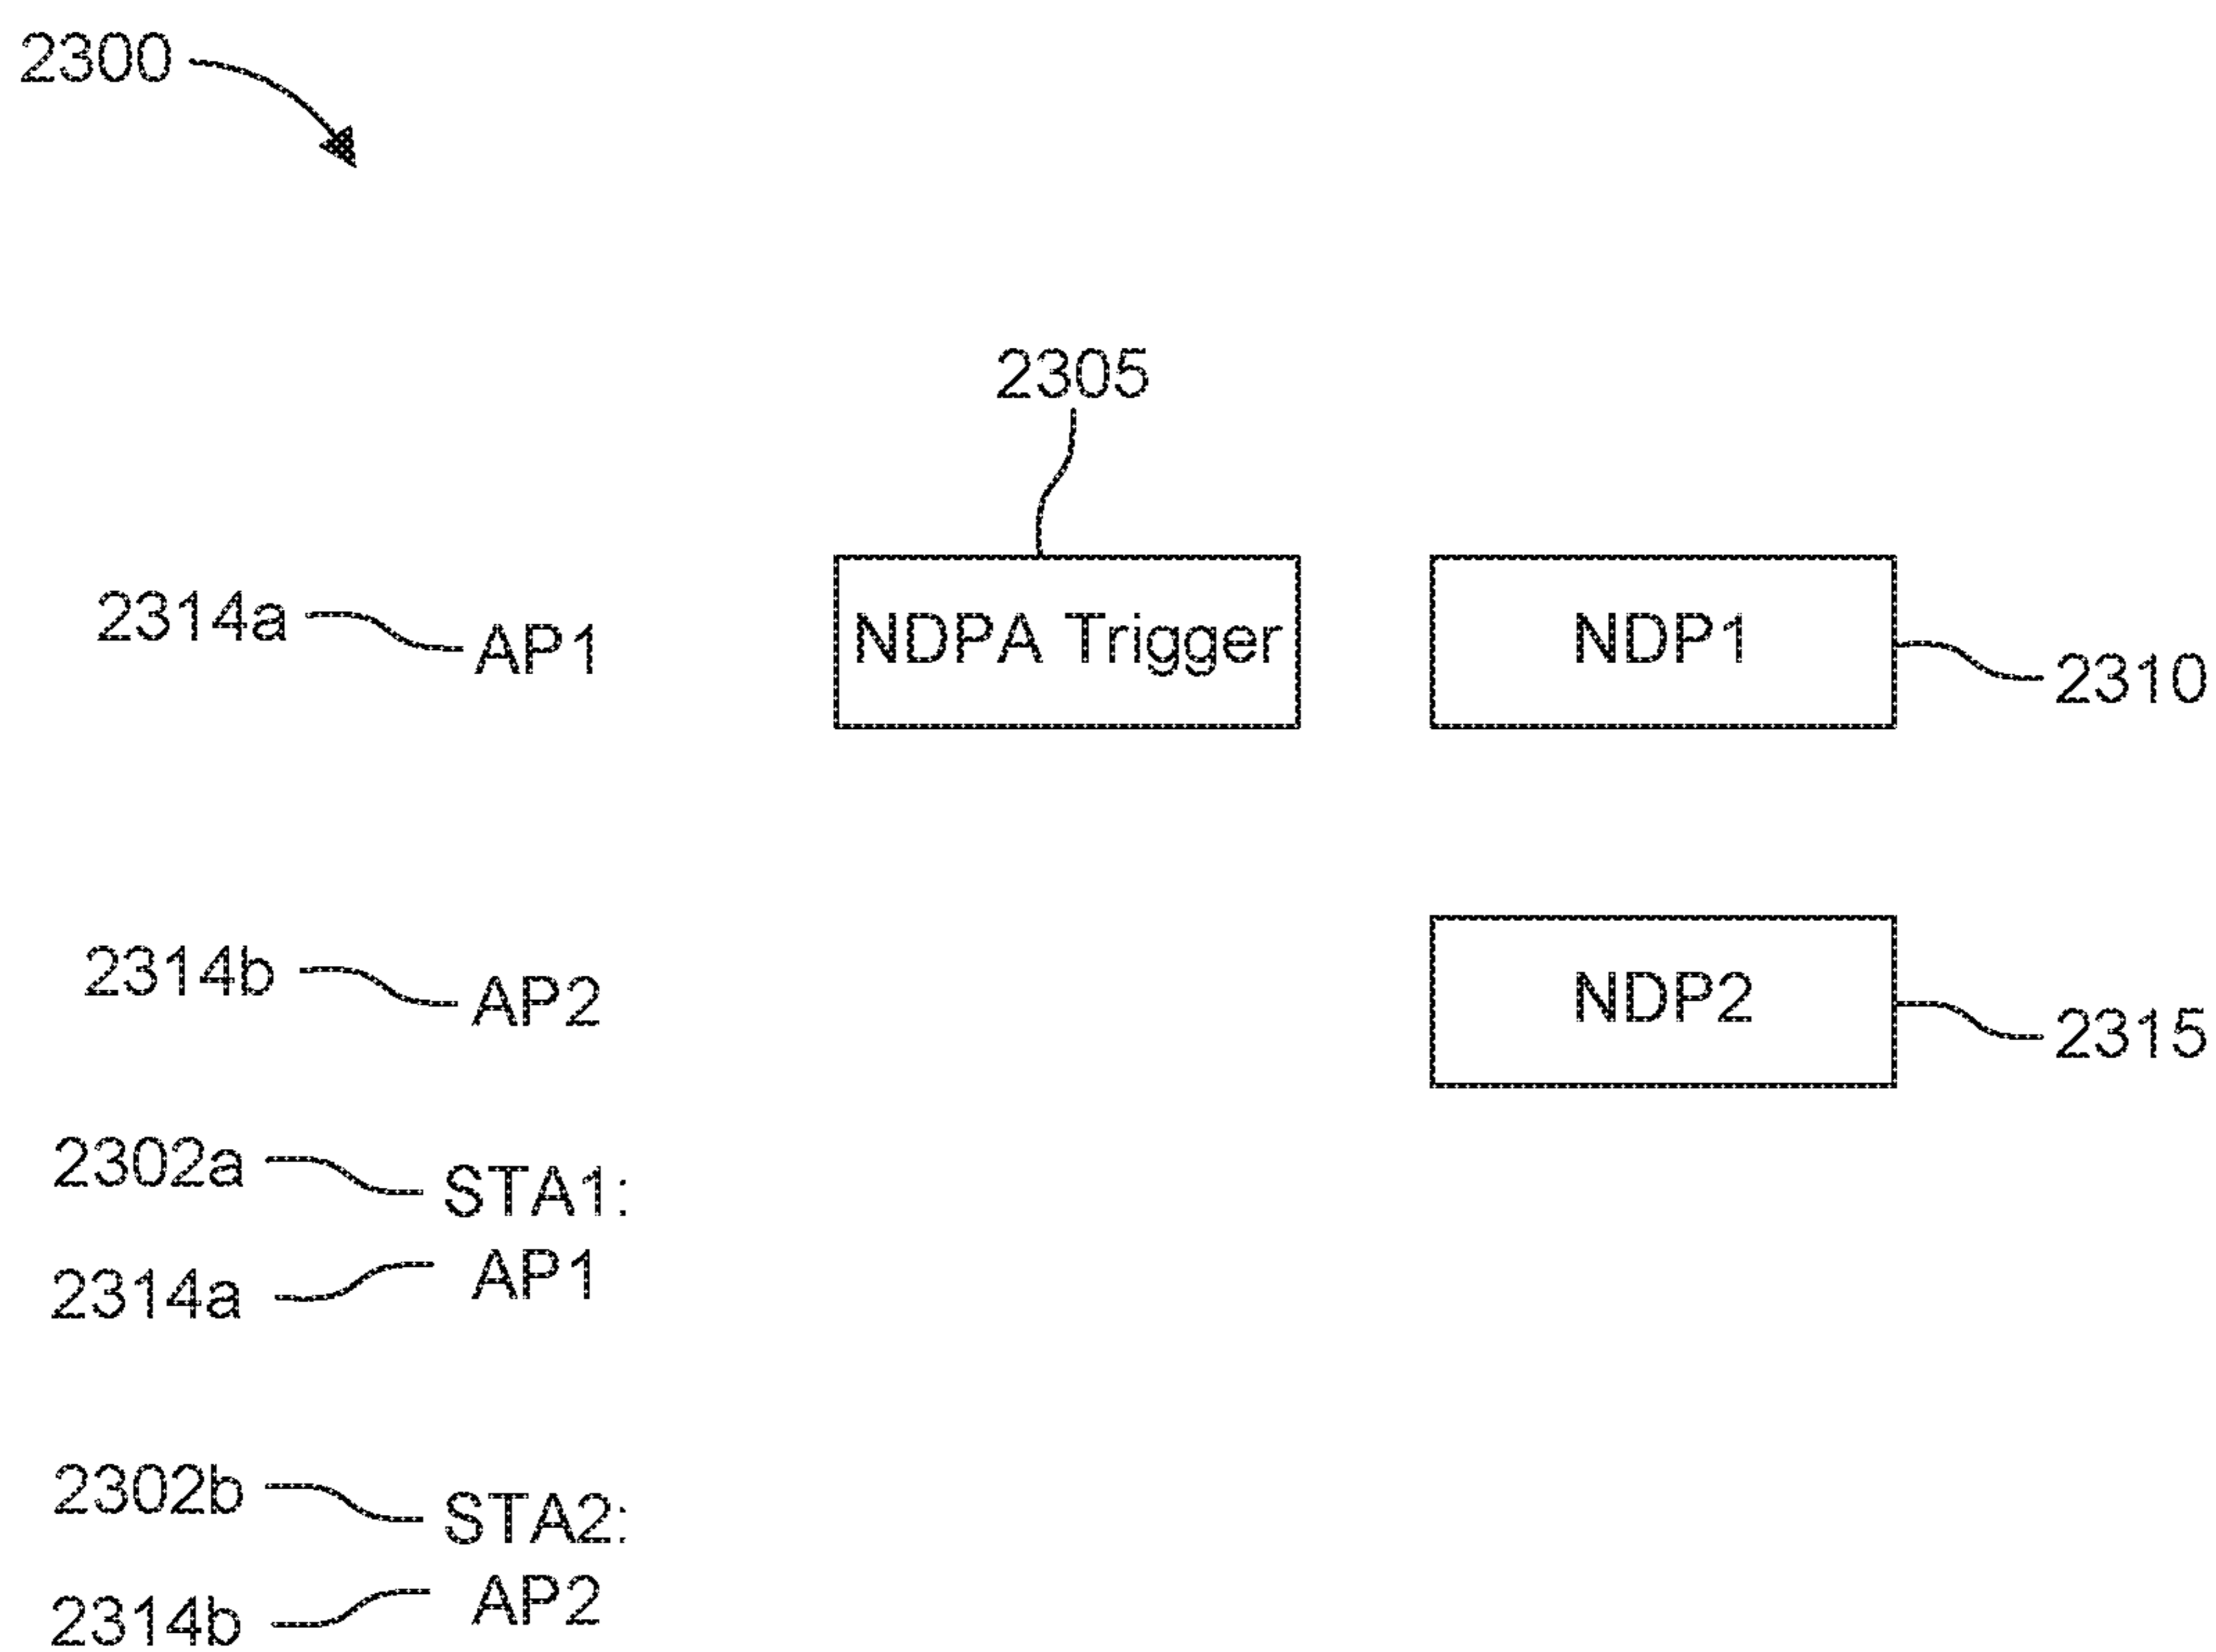 2300
2305
2314a AP1 NDPA Trigger NDP1 2310
2314b AP2 NDP2 2315
2302a STA1:
2314a AP1
2302b STA2:
2314b AP2